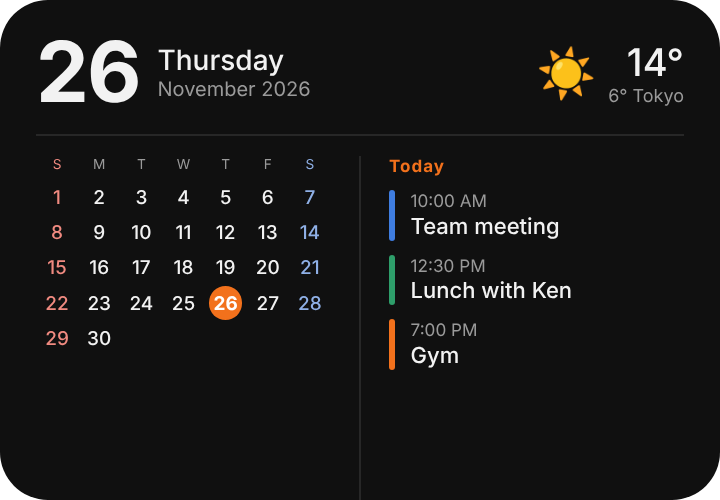 26
Thursday
November 2026
14°
6° Tokyo
S M T W T F S
1 2 3 4 5 6 7
8 9 10 11 12 13 14
15 16 17 18 19 20 21
22 23 24 25 26 27 28
29 30
Today
10:00 AM
Team meeting
12:30 PM
Lunch with Ken
7:00 PM
Gym